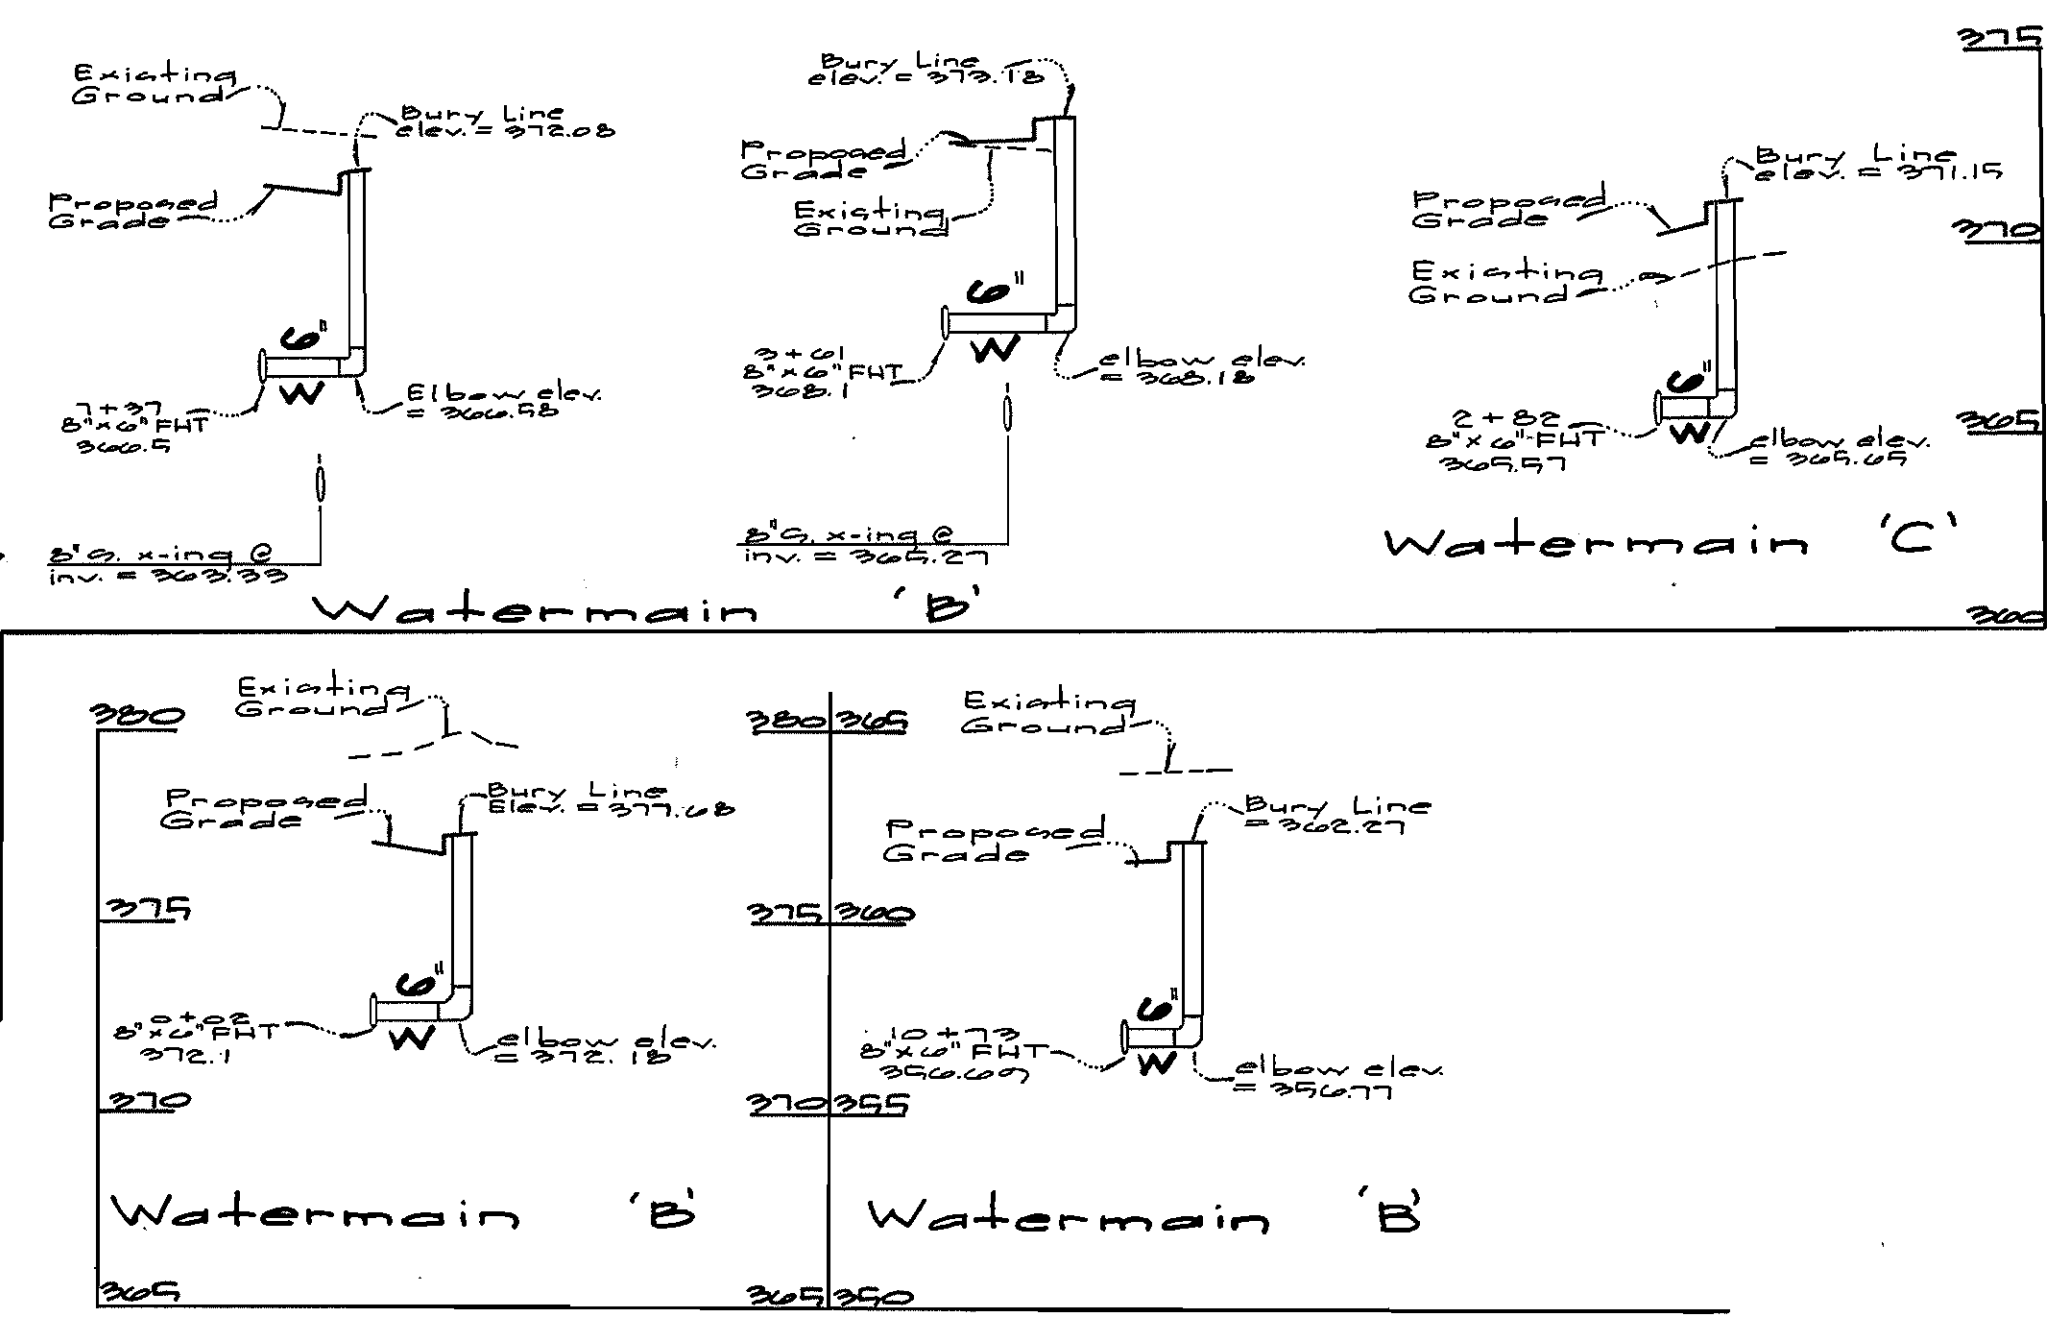 Existing
Ground
Bury Line
elev. = 372.08
Proposed
Grade
6"
W
7+37
8"x6" FHT
366.5
Elbow elev.
= 366.58
8"S. x-ing @
inv. = 363.33
Bury Line
elev. = 373.18
Proposed
Grade
Existing
Ground
6"
W
3+61
8"x6" FHT
368.1
elbow elev.
= 368.18
8"S. x-ing @
inv. = 365.27
Watermain 'B'
Bury Line
elev. = 371.15
Proposed
Grade
Existing
Ground
6"
W
2+82
8"x6" FHT
365.57
elbow elev.
= 365.65
Watermain 'C'
375
370
365
360
380
375
370
365
Existing
Ground
Proposed
Grade
Bury Line
Elev. = 377.68
6"
W
0+02
8"x6" FHT
372.1
elbow elev.
= 372.18
Watermain 'B'
380 365
375 360
370 355
365 350
Existing
Ground
Proposed
Grade
Bury Line
= 362.27
6"
W
10+73
8"x6" FHT
356.69
elbow elev.
= 356.77
Watermain 'B'